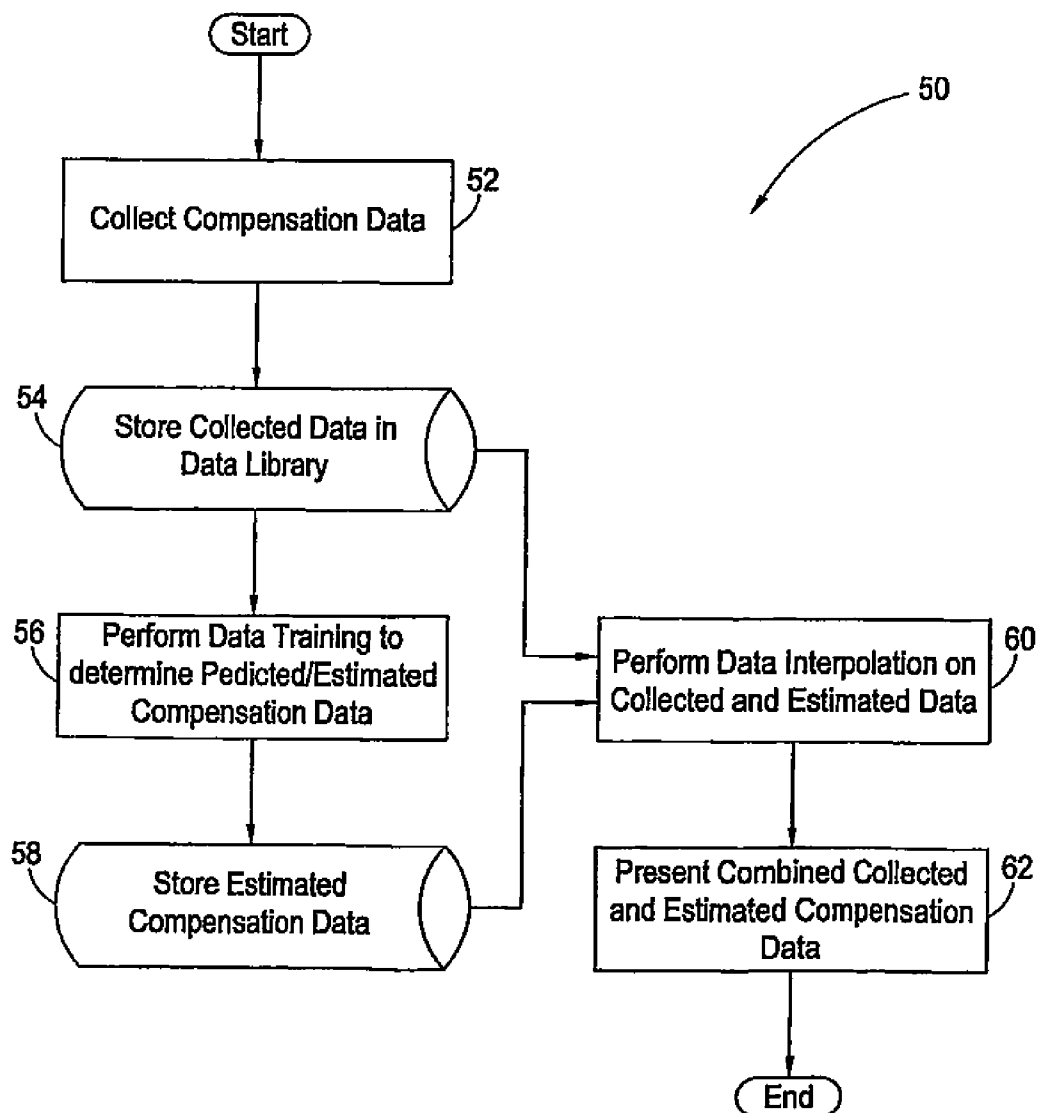 Start
50
52
Collect Compensation Data
54
Store Collected Data in
Data Library
56
Perform Data Training to
determine Pedicted/Estimated
Compensation Data
60
Perform Data Interpolation on
Collected and Estimated Data
58
Store Estimated
Compensation Data
62
Present Combined Collected
and Estimated Compensation
Data
End